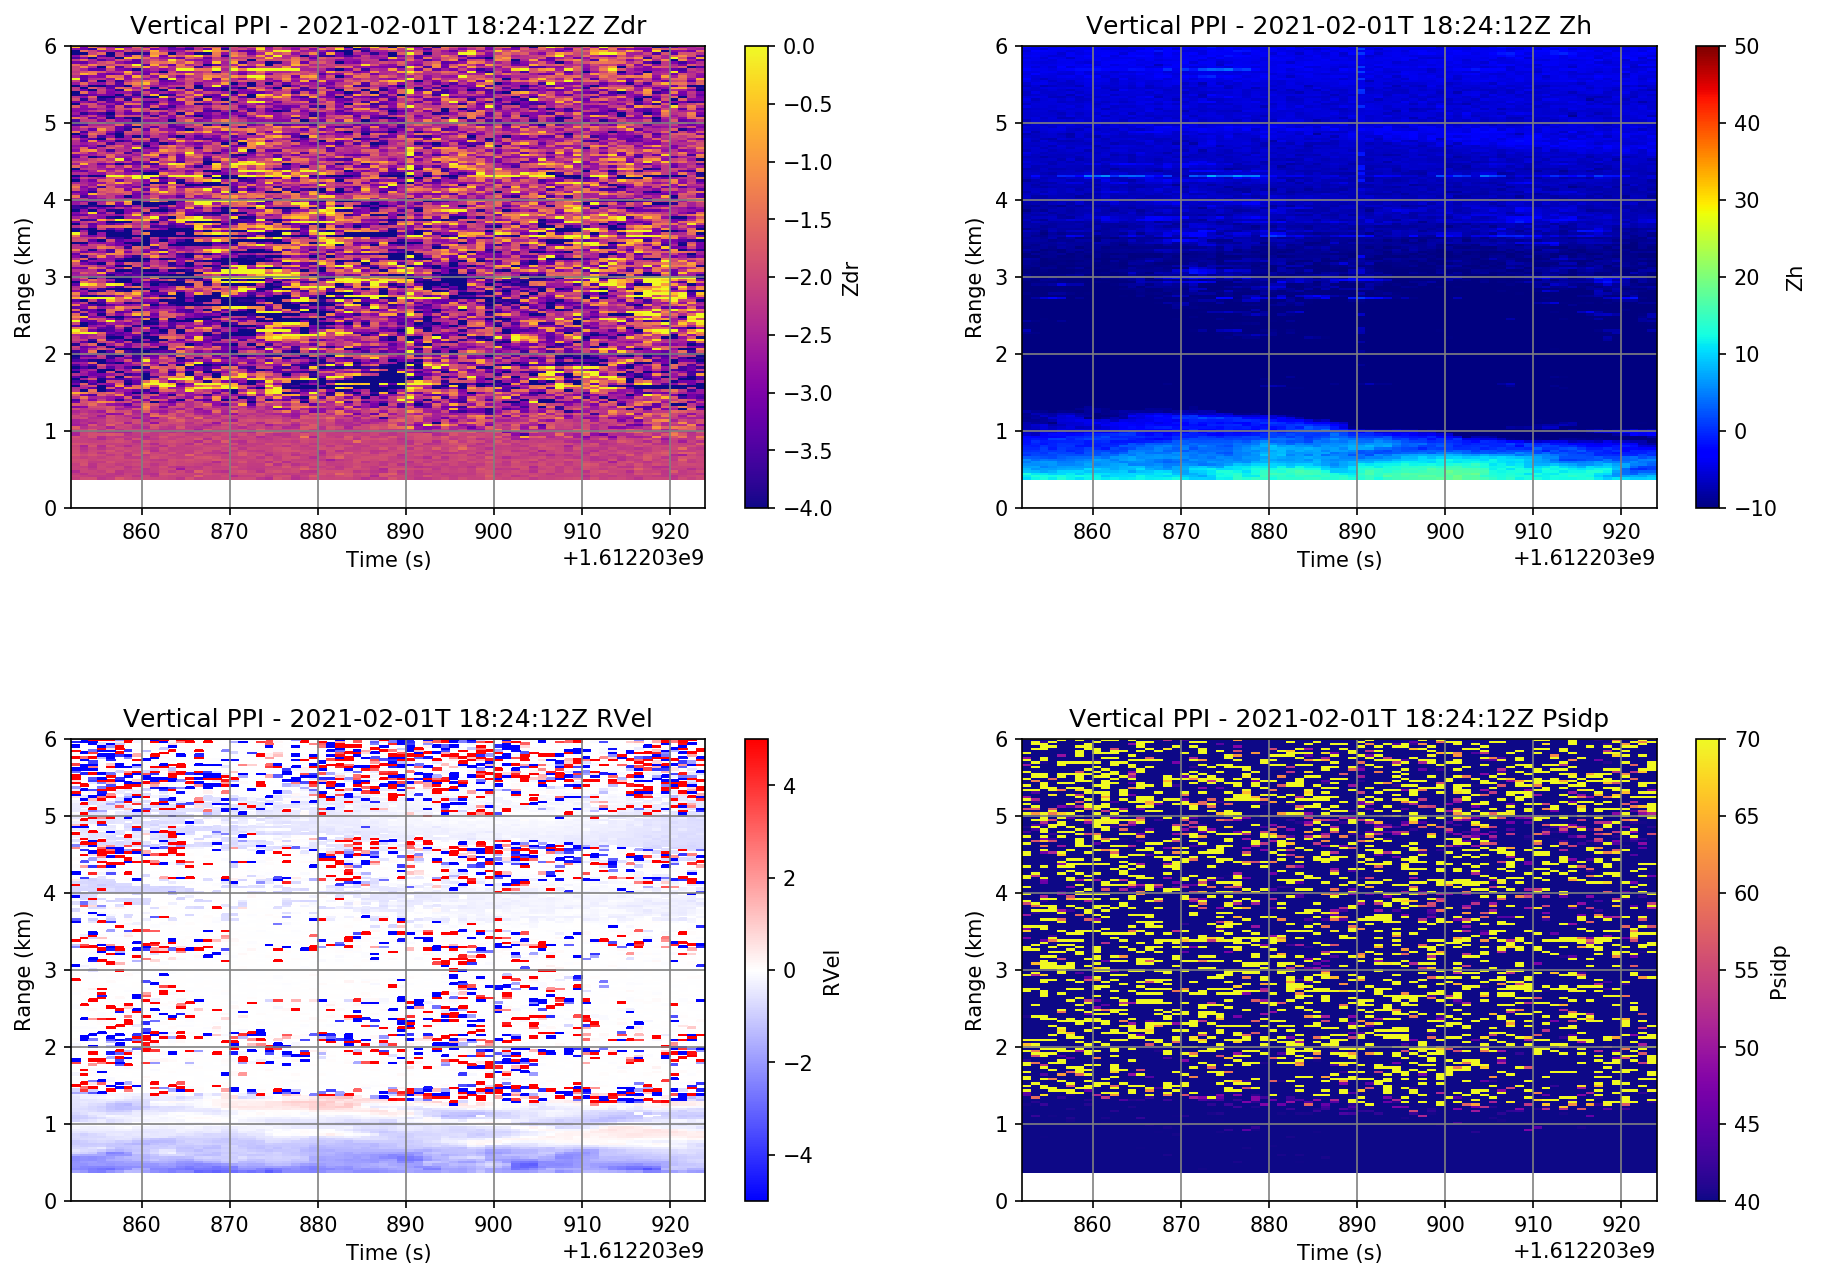 Vertical PPI - 2021-02-01T 18:24:12Z Zdr
6
5
4
3
2
1
0
Range (km)
860 870 880 890 900 910 920
Time (s)
+1.612203e9
0.0
−0.5
−1.0
−1.5
−2.0
−2.5
−3.0
−3.5
−4.0
Zdr
Vertical PPI - 2021-02-01T 18:24:12Z Zh
6
5
4
3
2
1
0
Range (km)
860 870 880 890 900 910 920
Time (s)
+1.612203e9
50
40
30
20
10
0
−10
Zh
Vertical PPI - 2021-02-01T 18:24:12Z RVel
6
5
4
3
2
1
0
Range (km)
860 870 880 890 900 910 920
Time (s)
+1.612203e9
4
2
0
−2
−4
RVel
Vertical PPI - 2021-02-01T 18:24:12Z Psidp
6
5
4
3
2
1
0
Range (km)
860 870 880 890 900 910 920
Time (s)
+1.612203e9
70
65
60
55
50
45
40
Psidp